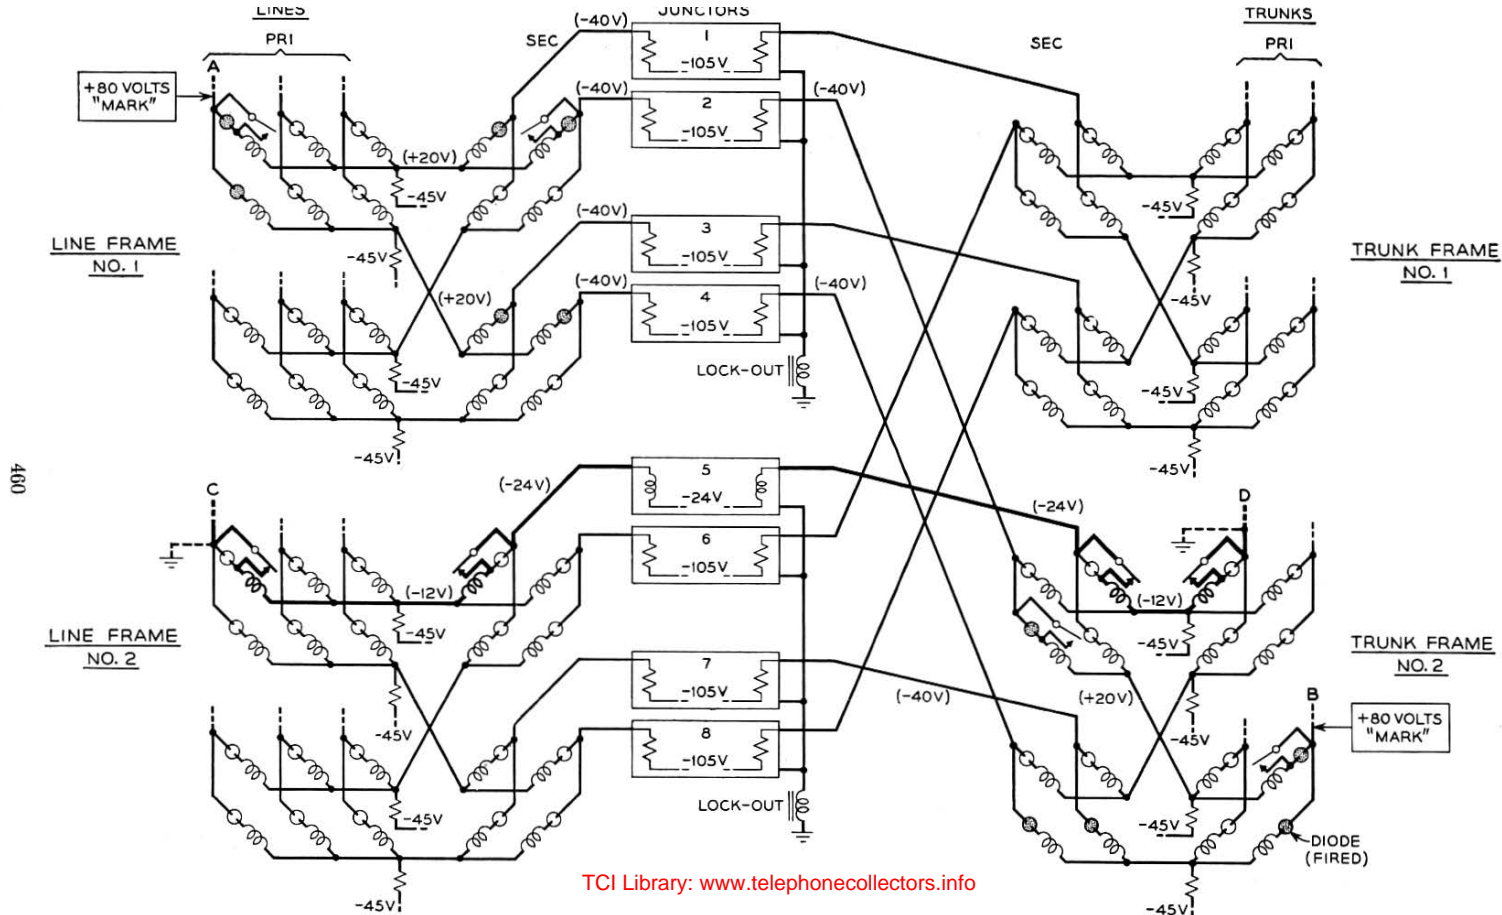 LINES
JUNCTORS
TRUNKS
PRI
SEC
(-40V)
1
-105V
SEC
PRI
A
+80 VOLTS
"MARK"
(-40V)
2
-105V
(-40V)
(+20V)
-45V
-45V
LINE FRAME
NO. 1
-45V
(-40V)
3
-105V
TRUNK FRAME
NO. 1
(+20V)
(-40V)
4
-105V
(-40V)
-45V
-45V
LOCK-OUT
-45V
-45V
-45V
460
C
(-24V)
5
-24V
(-24V)
D
6
-105V
(-12V)
-45V
(-12V)
-45V
LINE FRAME
NO. 2
7
-105V
(-40V)
(+20V)
TRUNK FRAME
NO. 2
B
+80 VOLTS
"MARK"
-45V
8
-105V
-45V
-45V
LOCK-OUT
-45V
DIODE
(FIRED)
-45V
-45V
TCI Library: www.telephonecollectors.info